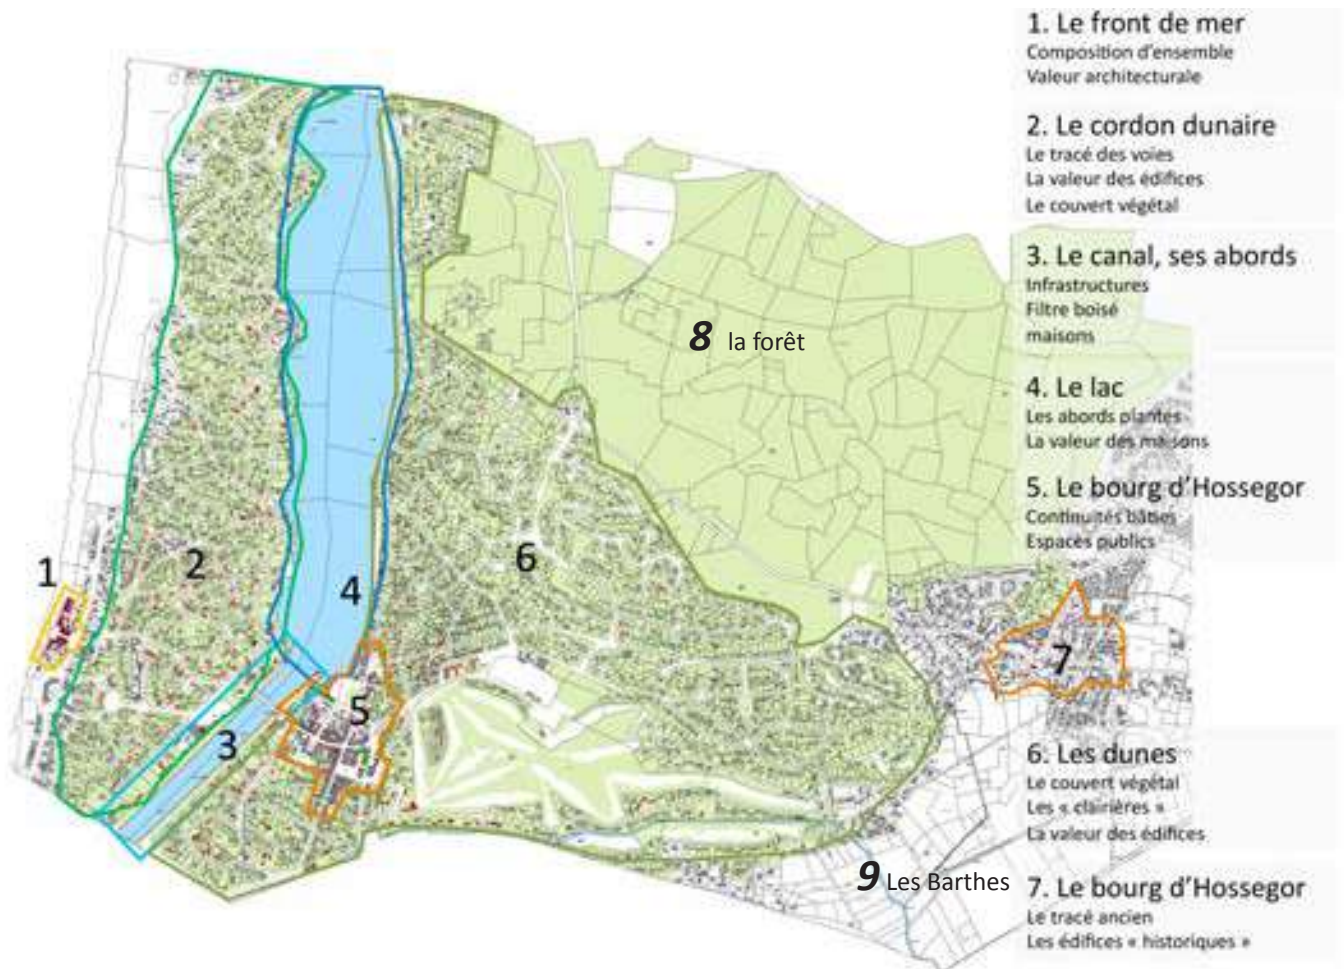 1. Le front de mer
Composition d'ensemble
Valeur architecturale
2. Le cordon dunaire
Le tracé des voies
La valeur des édifices
Le couvert végétal
3. Le canal, ses abords
Infrastructures
Filtre boisé
maisons
4. Le lac
Les abords plantes
La valeur des maisons
5. Le bourg d'Hossegor
Continuités bâties
Espaces publics
6. Les dunes
Le couvert végétal
Les « clairières »
La valeur des édifices
7. Le bourg d'Hossegor
Le tracé ancien
Les édifices « historiques »
8 la forêt
1
2
4
6
3
5
7
9 Les Barthes